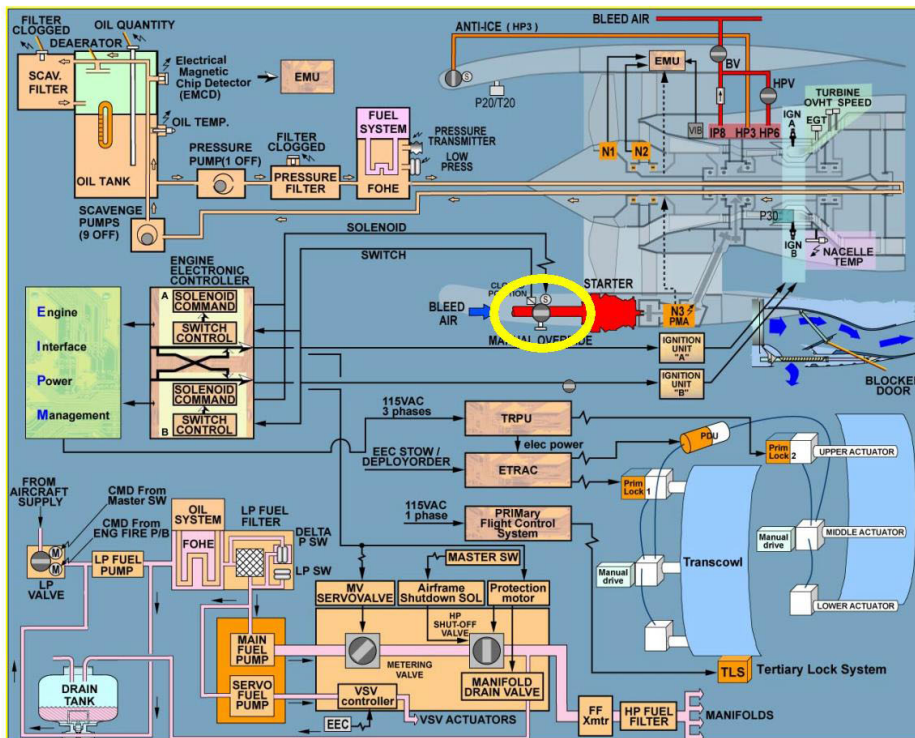 FILTER
CLOGGED
OIL QUANTITY
DEAERATOR
SCAV.
FILTER
Electrical
Magnetic
Chip Detector
(EMCD)
EMU
OIL TEMP.
OIL TANK
PRESSURE
PUMP(1 OFF)
FILTER
CLOGGED
PRESSURE
FILTER
FUEL
SYSTEM
FOHE
PRESSURE
TRANSMITTER
LOW
PRESS
SCAVENGE
PUMPS
(9 OFF)
ANTI-ICE (HP3)
S
P20/T20
BLEED AIR
BV
HPV
EMU
VIB
IP8
HP3
HP6
N1
N2
IGN
A
TURBINE
OVHT SPEED
EGT
P30
IGN
B
NACELLE
TEMP
SOLENOID
SWITCH
ENGINE
ELECTRONIC
CONTROLLER
A
SOLENOID
COMMAND
SWITCH
CONTROL
SOLENOID
COMMAND
SWITCH
CONTROL
B
Engine
Interface
Power
Management
POSITION
S
BLEED
AIR
STARTER
MANUAL OVERRIDE
N3
PMA
IGNITION
UNIT
"A"
IGNITION
UNIT
"B"
BLOCKER
DOOR
115VAC
3 phases
TRPU
elec power
EEC STOW /
DEPLOYORDER
ETRAC
115VAC
1 phase
PRIMary
Flight Control
System
PDU
Prim
Lock 1
Prim
Lock 2
UPPER ACTUATOR
Manual
drive
MIDDLE ACTUATOR
Manual
drive
Transcowl
LOWER ACTUATOR
TLS
Tertiary Lock System
FROM
AIRCRAFT
SUPPLY
CMD From
Master SW
CMD From
ENG FIRE P/B
M
M
LP
VALVE
LP FUEL
PUMP
OIL
SYSTEM
FOHE
LP FUEL
FILTER
DELTA
P SW
LP SW
MASTER SW
MV
SERVOVALVE
Airframe
Shutdown SOL
Protection
motor
HP
SHUT-OFF
VALVE
MAIN
FUEL
PUMP
METERING
VALVE
SERVO
FUEL
PUMP
VSV
controller
MANIFOLD
DRAIN VALVE
EEC
VSV ACTUATORS
DRAIN
TANK
FF
Xmtr
HP FUEL
FILTER
MANIFOLDS